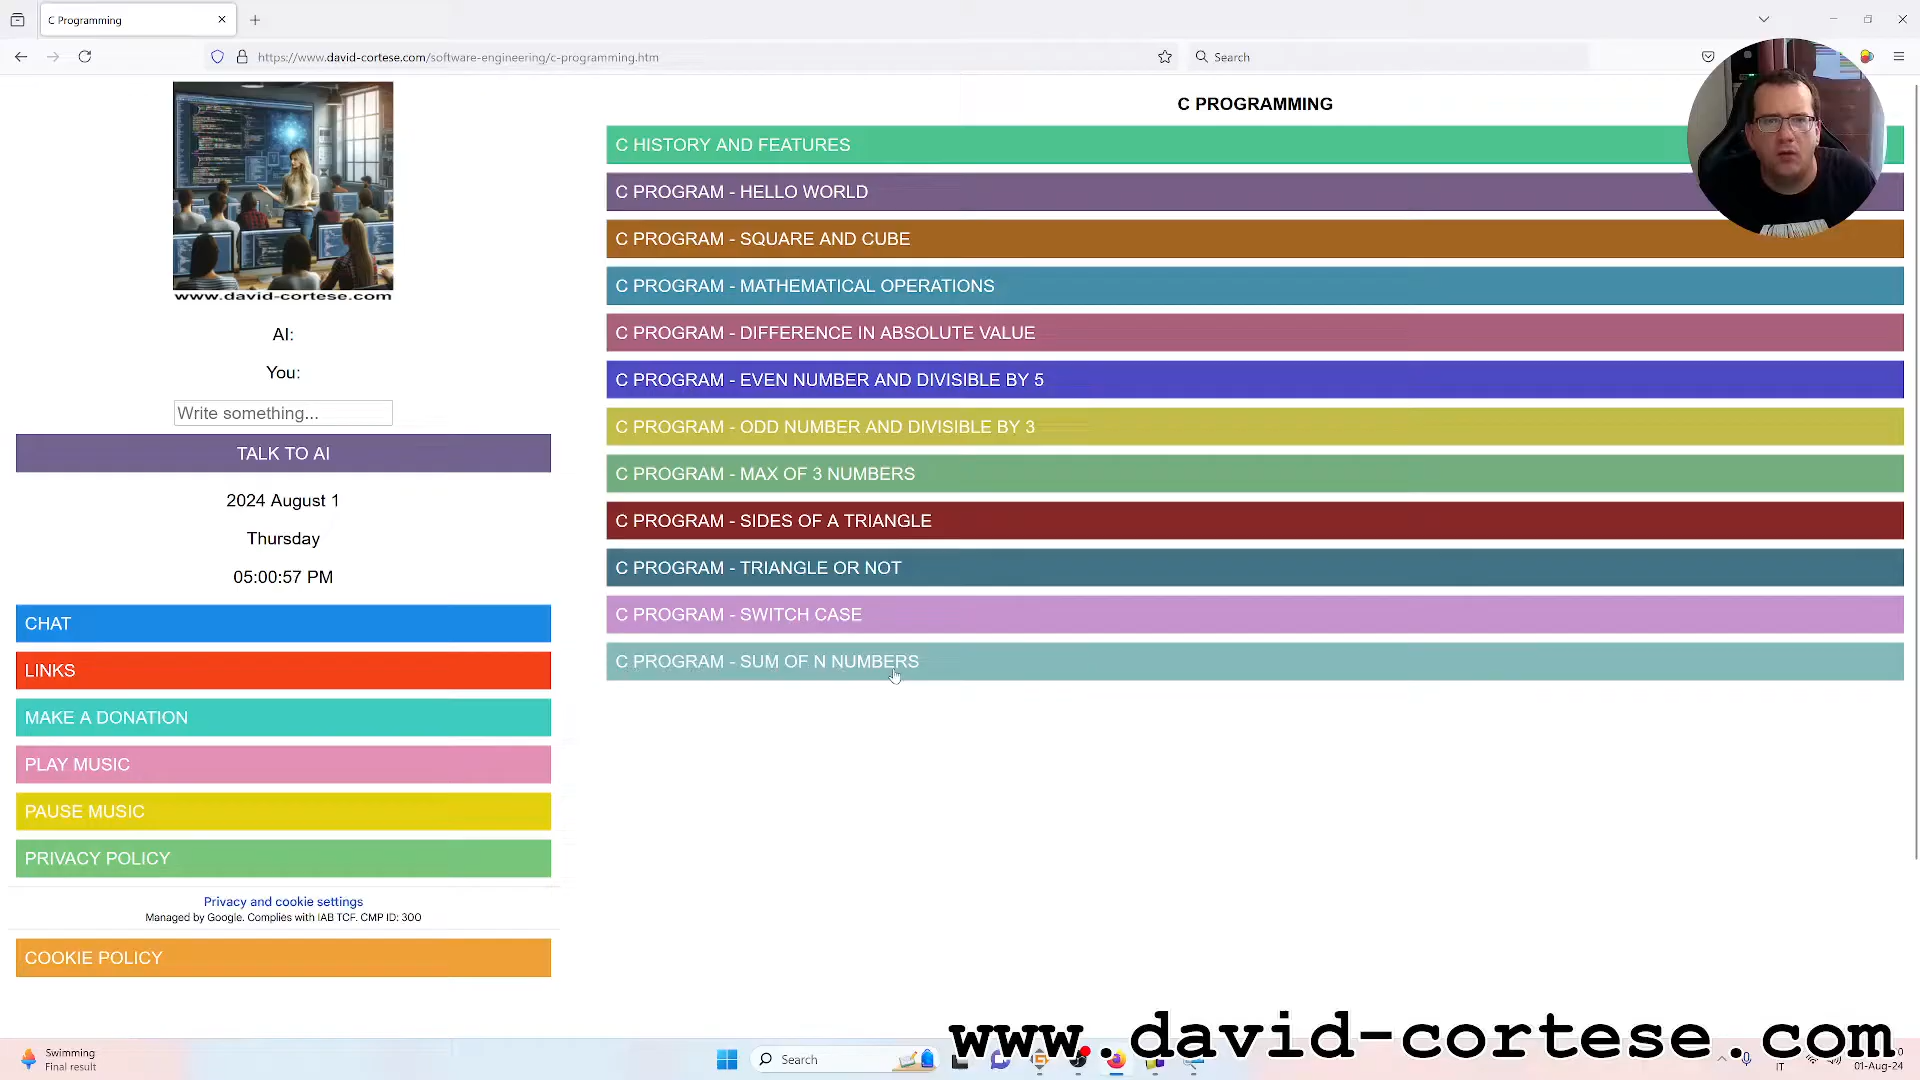 C Programming
https://www.david-cortese.com/software-engineering/c-programming.htm
Search
www.david-cortese.com
AI:
You:
Write something...
TALK TO AI
2024 August 1
Thursday
05:00:57 PM
CHAT
LINKS
MAKE A DONATION
PLAY MUSIC
PAUSE MUSIC
PRIVACY POLICY
Privacy and cookie settings
Managed by Google. Complies with IAB TCF. CMP ID: 300
COOKIE POLICY
C PROGRAMMING
C HISTORY AND FEATURES
C PROGRAM - HELLO WORLD
C PROGRAM - SQUARE AND CUBE
C PROGRAM - MATHEMATICAL OPERATIONS
C PROGRAM - DIFFERENCE IN ABSOLUTE VALUE
C PROGRAM - EVEN NUMBER AND DIVISIBLE BY 5
C PROGRAM - ODD NUMBER AND DIVISIBLE BY 3
C PROGRAM - MAX OF 3 NUMBERS
C PROGRAM - SIDES OF A TRIANGLE
C PROGRAM - TRIANGLE OR NOT
C PROGRAM - SWITCH CASE
C PROGRAM - SUM OF N NUMBERS
www.david-cortese.com
Swimming
Final result
Search
IT
01-Aug-24